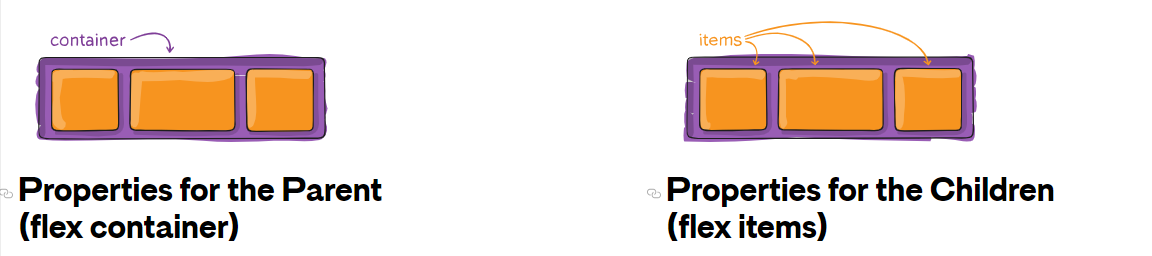 container
Properties for the Parent
(flex container)
items
Properties for the Children
(flex items)